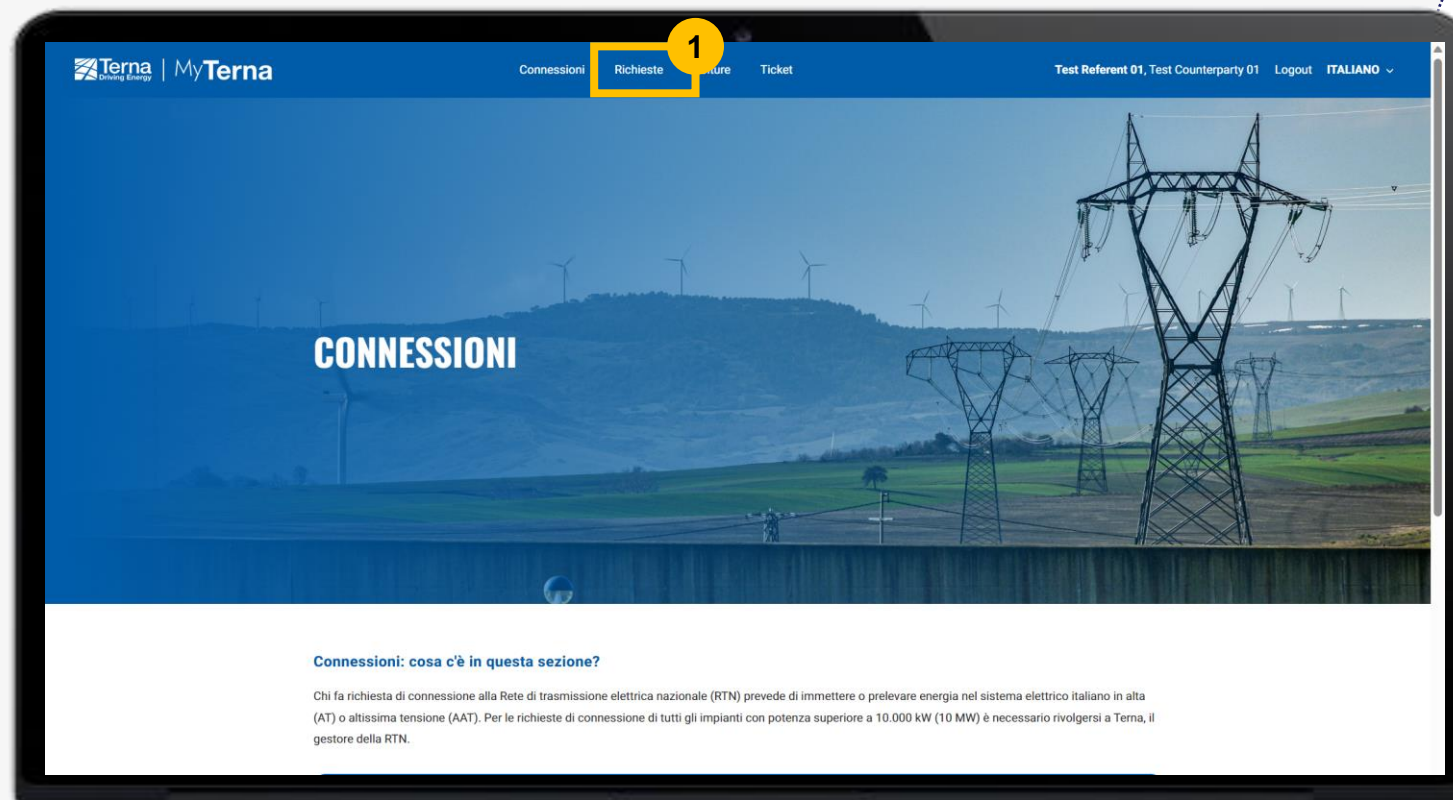 1
Terna
Driving Energy
MyTerna
Connessioni Richieste Ticket
Test Referent 01, Test Counterparty 01 Logout ITALIANO
CONNESSIONI
Connessioni: cosa c'è in questa sezione?
Chi fa richiesta di connessione alla Rete di trasmissione elettrica nazionale (RTN) prevede di immettere o prelevare energia nel sistema elettrico italiano in alta
(AT) o altissima tensione (AAT). Per le richieste di connessione di tutti gli impianti con potenza superiore a 10.000 kW (10 MW) è necessario rivolgersi a Terna, il
gestore della RTN.